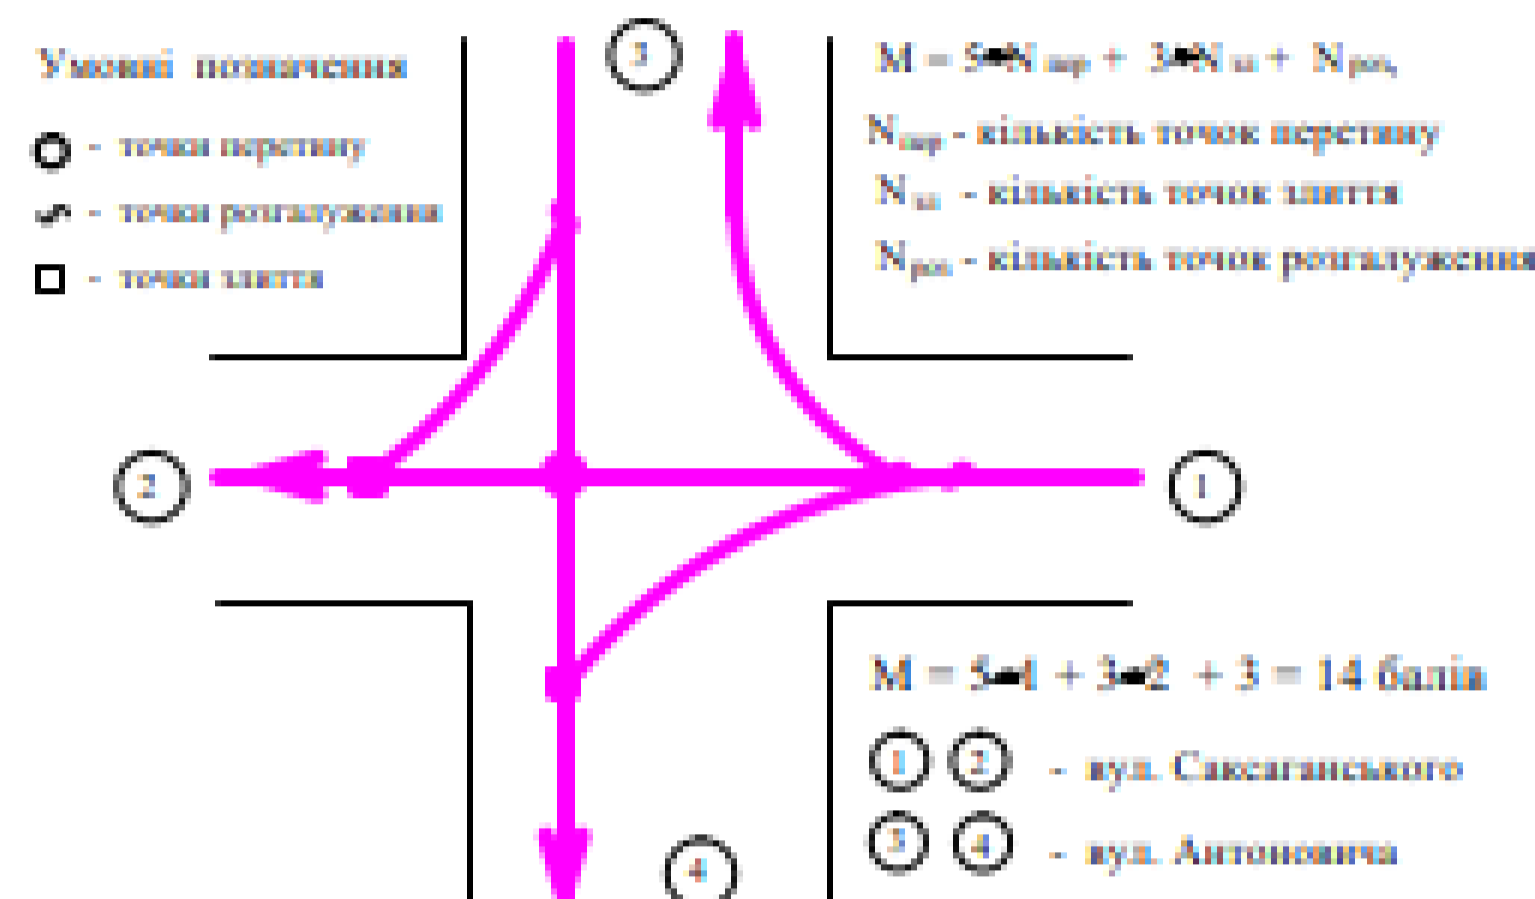 Умовні позначення
- точки перетину
- точки розгалуження
- точки злиття
3
M = 5•N пер + 3•N зл + N роз,
N пер - кількість точок перетину
N зл - кількість точок злиття
N роз - кількість точок розгалуження
2
1
4
M = 5•1 + 3•2 + 3 = 14 балів
1 2 - вул. Саксаганського
3 4 - вул. Антоновича